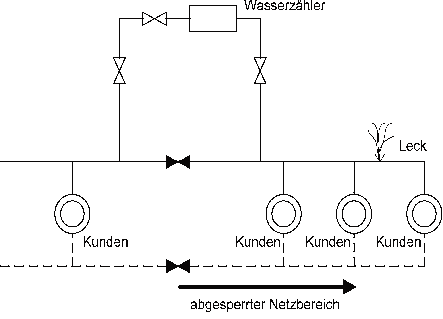 Wasserzähler
Leck
Kunden Kunden Kunden Kunden
abgesperrter Netzbereich